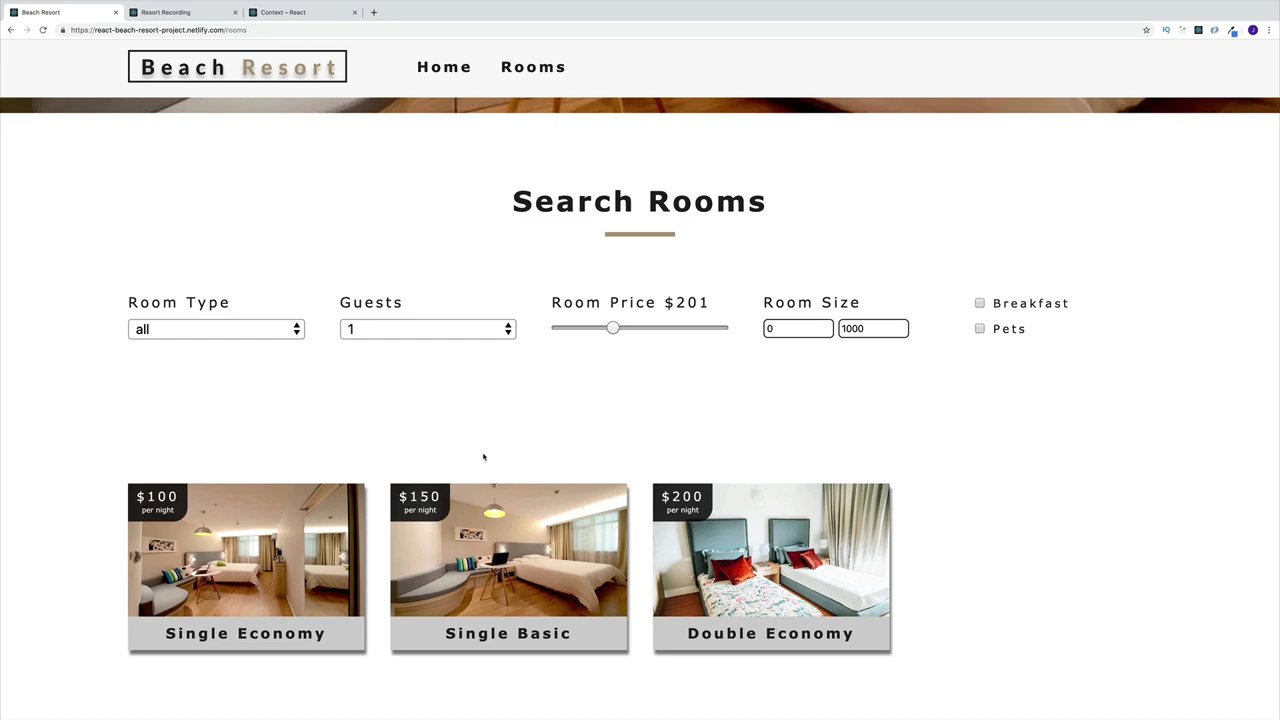 Beach Resort
Resort Recording
Context – React
https://react-beach-resort-project.netlify.com/rooms
IQ
J
Beach Resort
Home
Rooms
Search Rooms
Room Type
Guests
Room Price $201
Room Size
Breakfast
all
1
0
1000
Pets
$100
per night
$150
per night
$200
per night
Single Economy
Single Basic
Double Economy